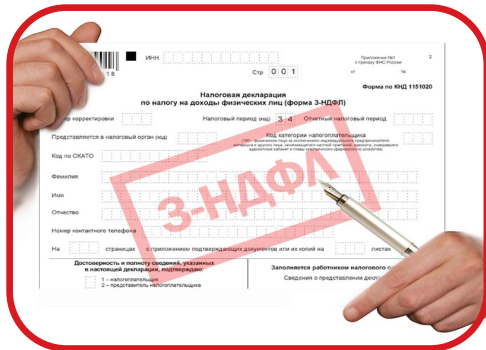 18
ИНН
Стр. 0 0 1
Приложение №1
к приказу ФНС России
от №
2
Форма по КНД 1151020
Налоговая декларация
по налогу на доходы физических лиц (форма 3-НДФЛ)
корректировки
Налоговый период (код) 3 4
Отчетный налоговый период
Представляется в налоговый орган (код)
Код категории налогоплательщика
Код по ОКАТО
Фамилия
Имя
Отчество
Номер контактного телефона
На страницах с приложением подтверждающих документов или их копий на листах
Достоверность и полноту сведений, указанных
в настоящей декларации, подтверждаю:
1 – налогоплательщик
2 – представитель налогоплательщика
Заполняется работником налогового
Сведения о представлении
3-НДФЛ